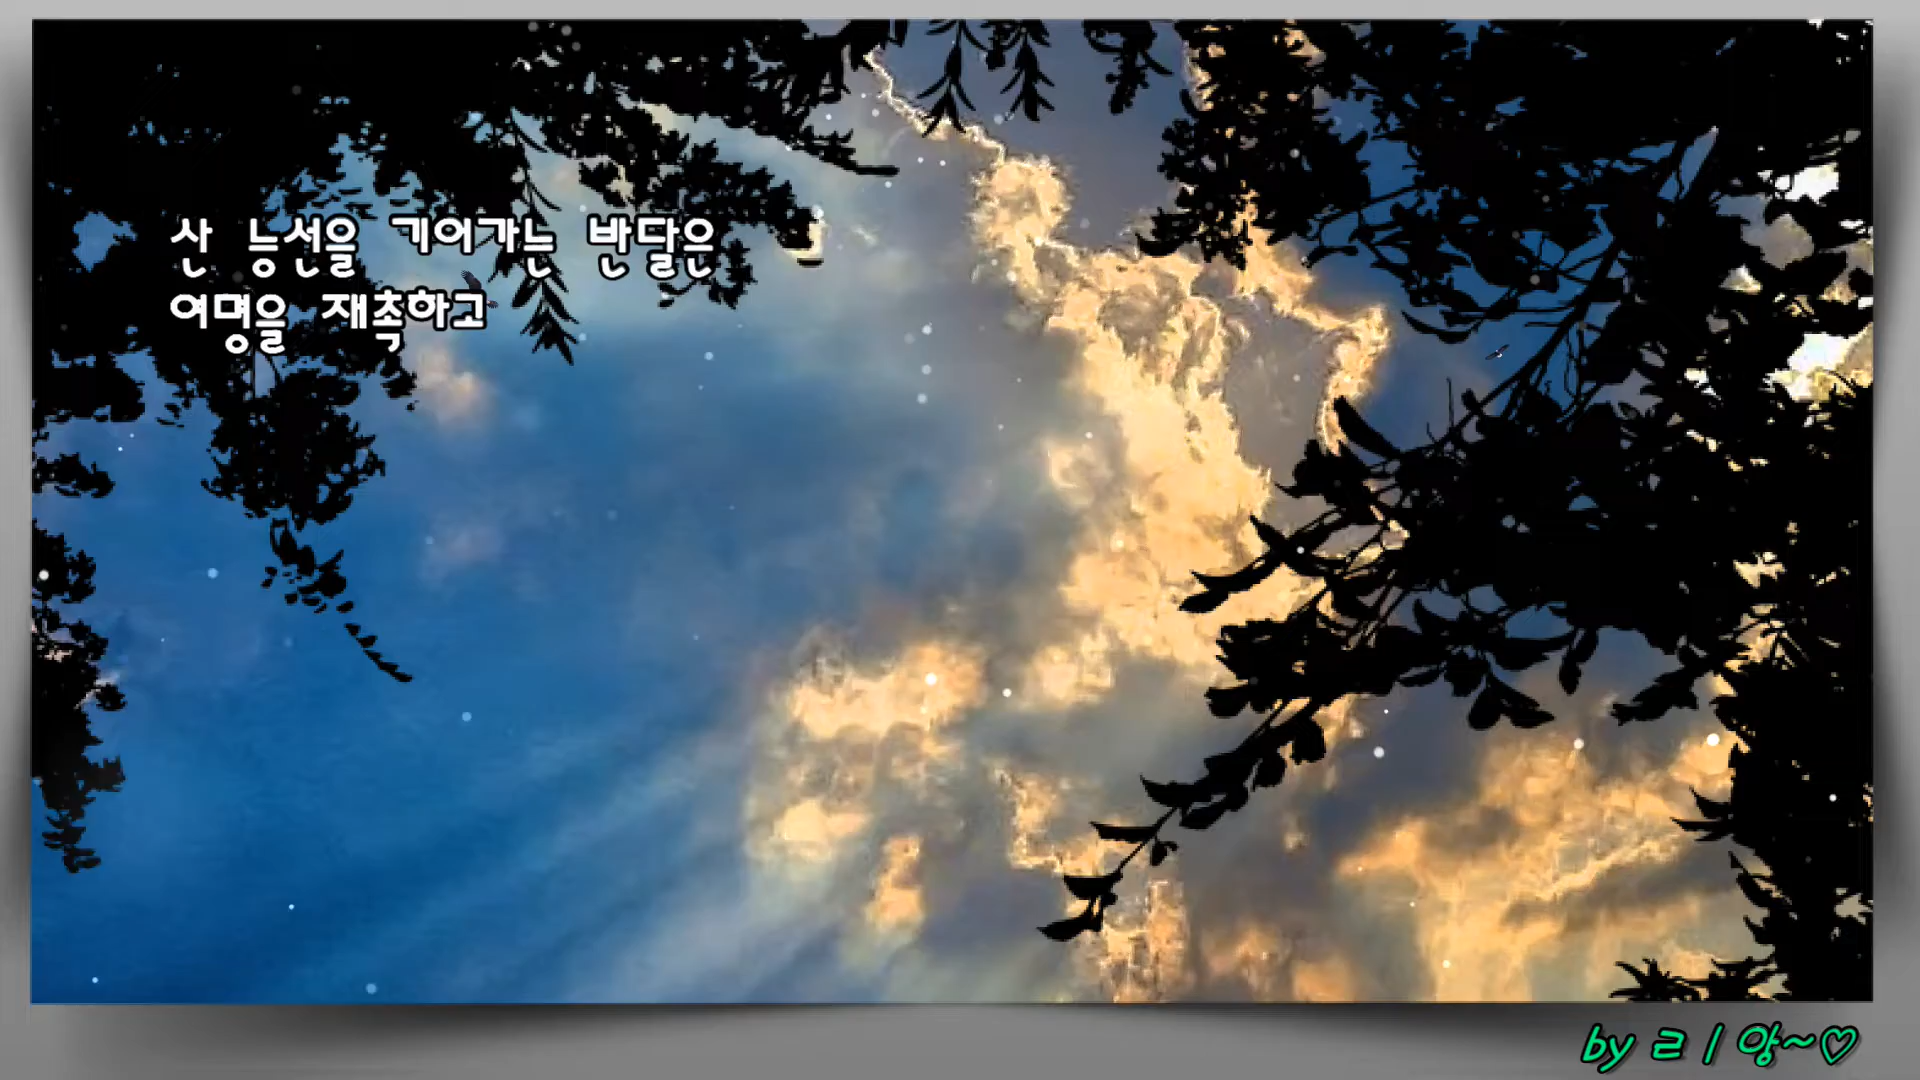 산 능선을 기어가는 반달은
여명을 재촉하고
by ㄹㅣ앙~♡